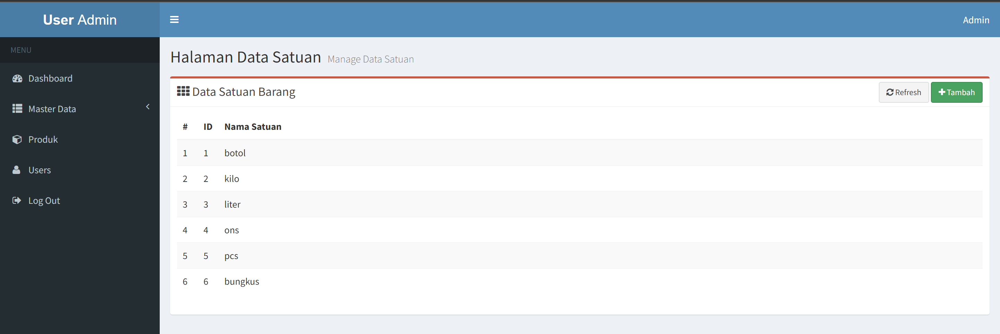 User Admin
Admin
MENU
Dashboard
Master Data
Produk
Users
Log Out
Halaman Data Satuan Manage Data Satuan
Data Satuan Barang
Refresh Tambah
# ID Nama Satuan
1 1 botol
2 2 kilo
3 3 liter
4 4 ons
5 5 pcs
6 6 bungkus